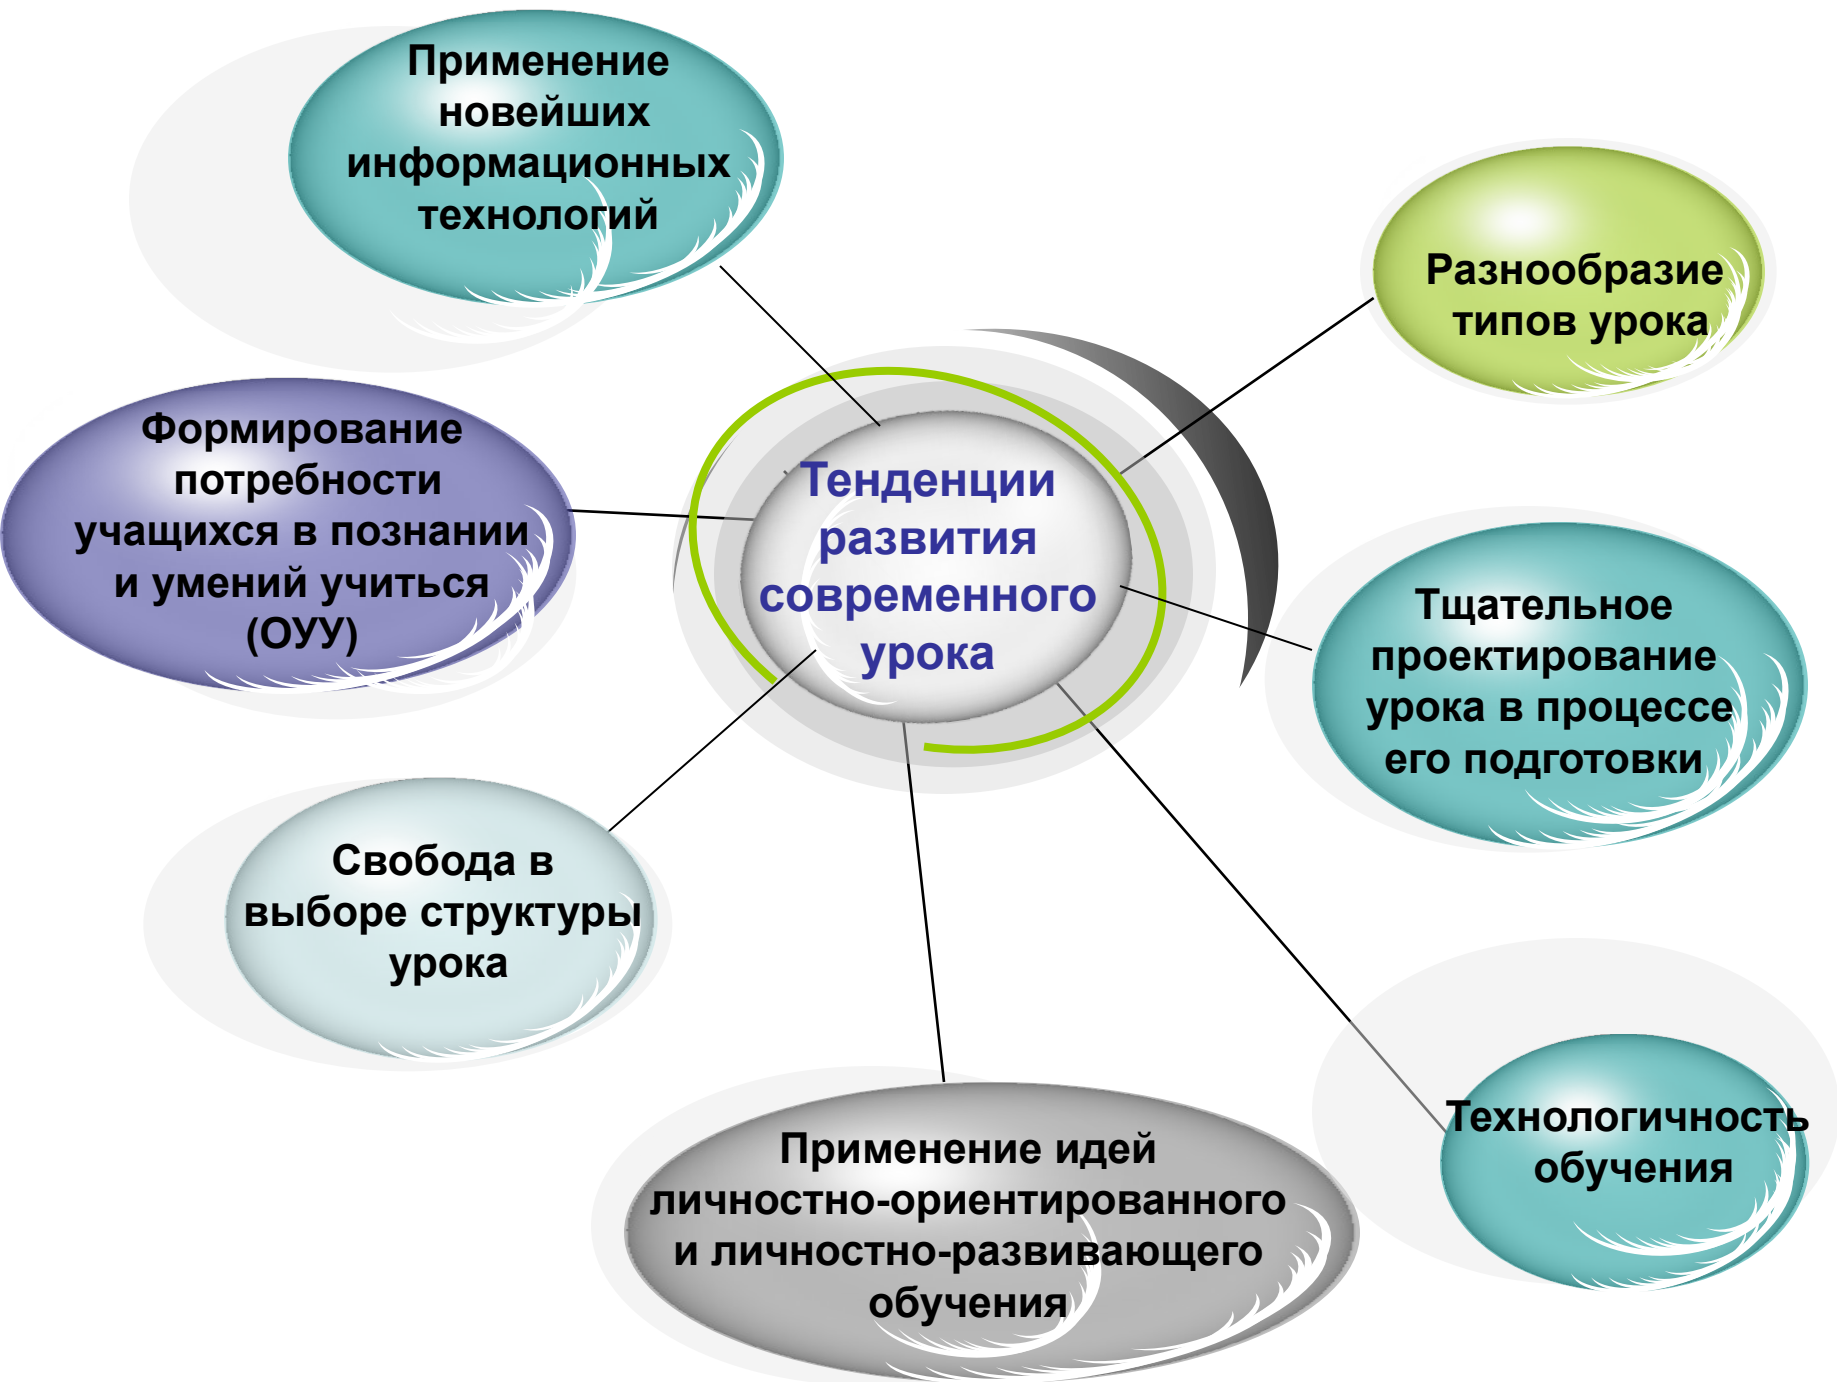 Применение
новейших
информационных
технологий
Разнообразие
типов урока
Формирование
потребности
учащихся в познании
и умений учиться
(ОУУ)
Тенденции
развития
современного
урока
Тщательное
проектирование
урока в процессе
его подготовки
Свобода в
выборе структуры
урока
Технологичность
обучения
Применение идей
личностно-ориентированного
и личностно-развивающего
обучения